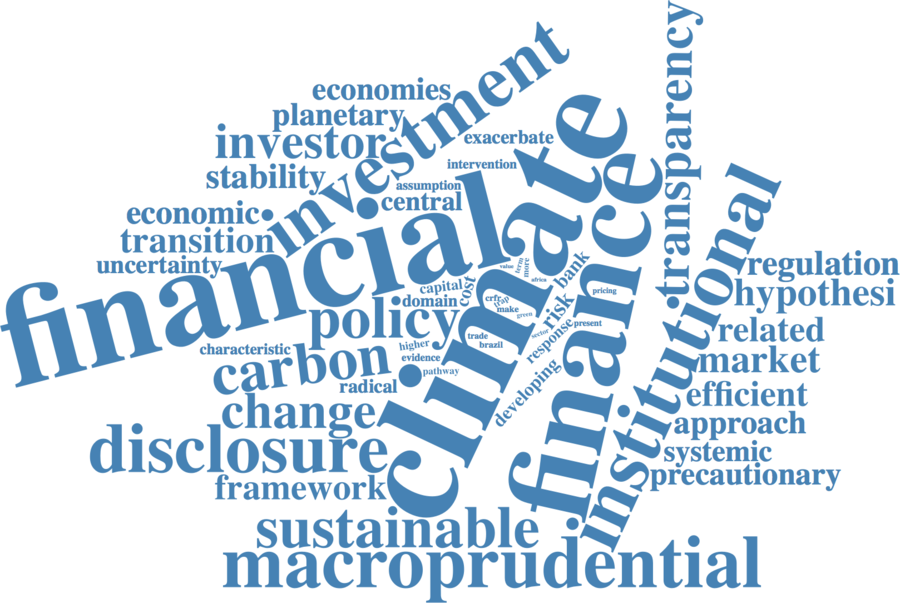 economies
planetary
investor
stability
investment
exacerbate
intervention
assumption
central
economic
transition
uncertainty
financial
climate
finance
transparency
institutional
capital
cost
domain
policy
value
term
more
africa
bank
crfr
trap
make
green
risk
pricing
trade
brazil
sector
response
present
higher
evidence
pathway
characteristic
carbon
radical
developing
change
disclosure
framework
regulation
hypothesi
related
market
efficient
approach
systemic
precautionary
sustainable
macroprudential